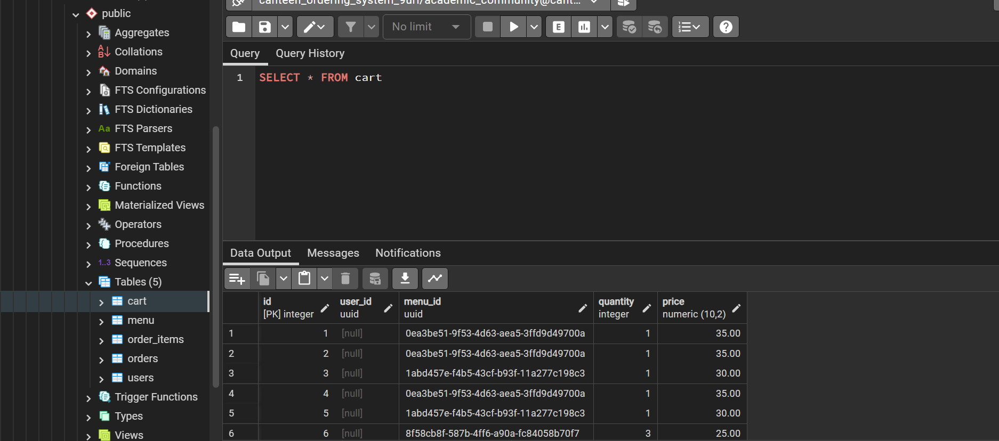 public
Aggregates
Collations
Domains
FTS Configurations
FTS Dictionaries
Aa FTS Parsers
FTS Templates
Foreign Tables
Functions
Materialized Views
Operators
Procedures
1..3 Sequences
Tables (5)
cart
menu
order_items
orders
users
Trigger Functions
Types
Views
canteen_ordering_system_9url/academic_community@cant...
No limit
E
Query Query History
1 SELECT * FROM cart
Data Output Messages Notifications
id user_id menu_id quantity price
[PK] integer uuid uuid integer numeric (10,2)
1 1 [null] 0ea3be51-9f53-4d63-aea5-3ffd9d49700a 1 35.00
2 2 [null] 0ea3be51-9f53-4d63-aea5-3ffd9d49700a 1 35.00
3 3 [null] 1abd457e-f4b5-43cf-b93f-11a277c198c3 1 30.00
4 4 [null] 0ea3be51-9f53-4d63-aea5-3ffd9d49700a 1 35.00
5 5 [null] 1abd457e-f4b5-43cf-b93f-11a277c198c3 1 30.00
6 6 [null] 8f58cb8f-587b-4ff6-a90a-fc84058b70f7 3 25.00